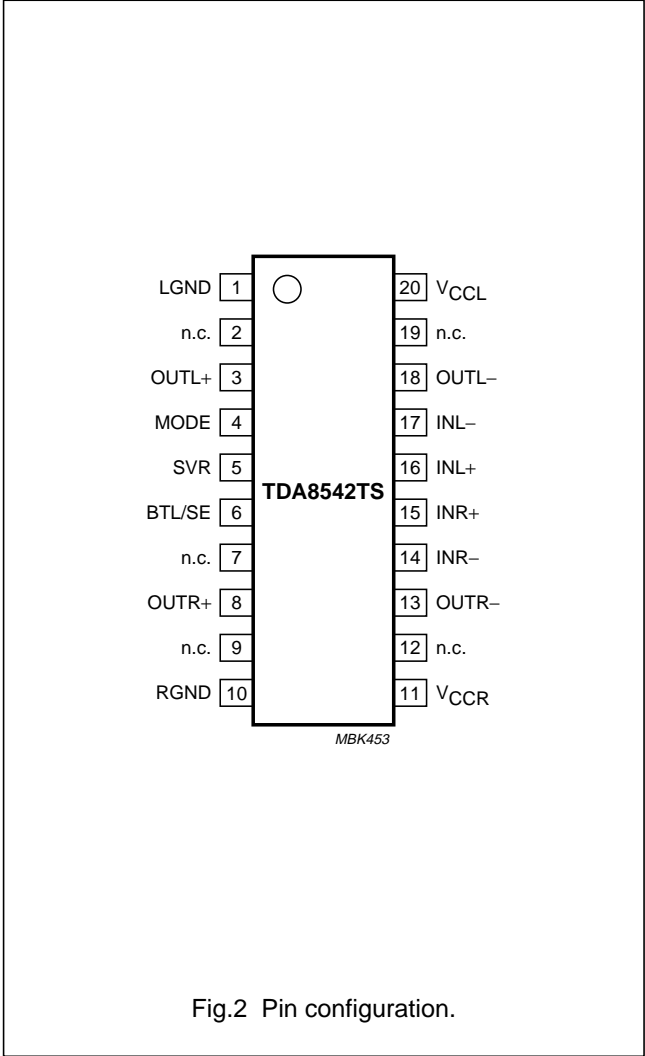 LGND 1 20 VCCL
n.c. 2 19 n.c.
OUTL+ 3 18 OUTL−
MODE 4 17 INL−
SVR 5 16 INL+
TDA8542TS
BTL/SE 6 15 INR+
n.c. 7 14 INR−
OUTR+ 8 13 OUTR−
n.c. 9 12 n.c.
RGND 10 11 VCCR
MBK453
Fig.2 Pin configuration.